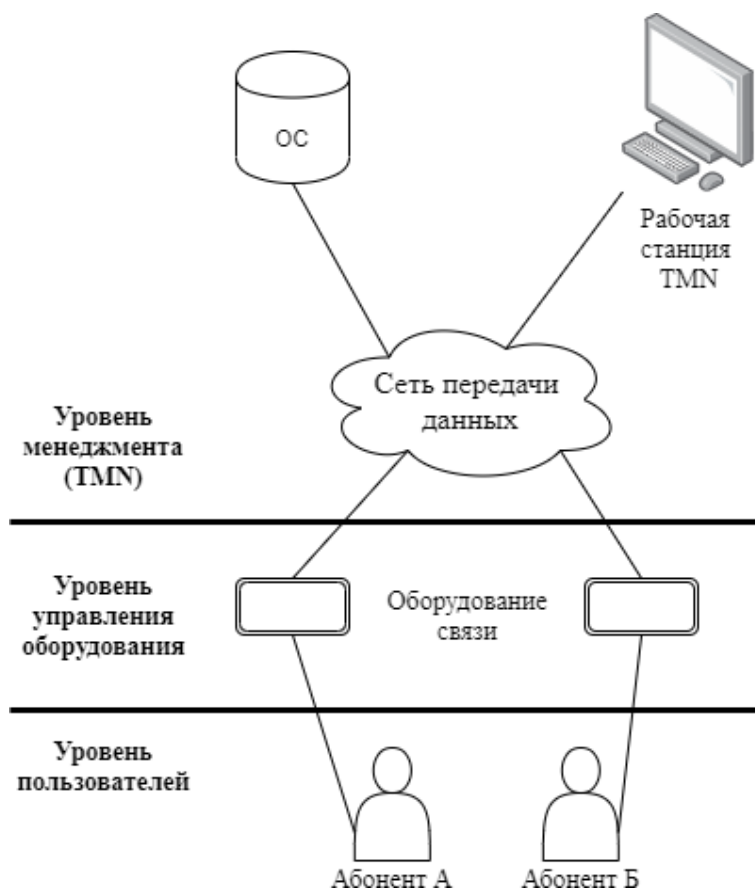 ОС
Рабочая
станция
TMN
Сеть передачи
данных
Уровень
менеджмента
(TMN)
Уровень
управления
оборудования
Оборудование
связи
Уровень
пользователей
Абонент А
Абонент Б